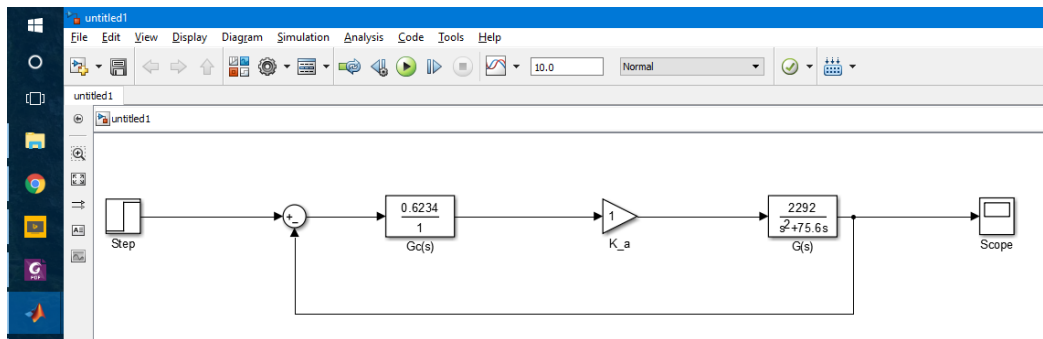 untitled1
File Edit View Display Diagram Simulation Analysis Code Tools Help
10.0 Normal
untitled1
untitled1
+
-
0.6234
1
Gc(s)
1
K_a
2292
s²+75.6s
G(s)
Step
Scope